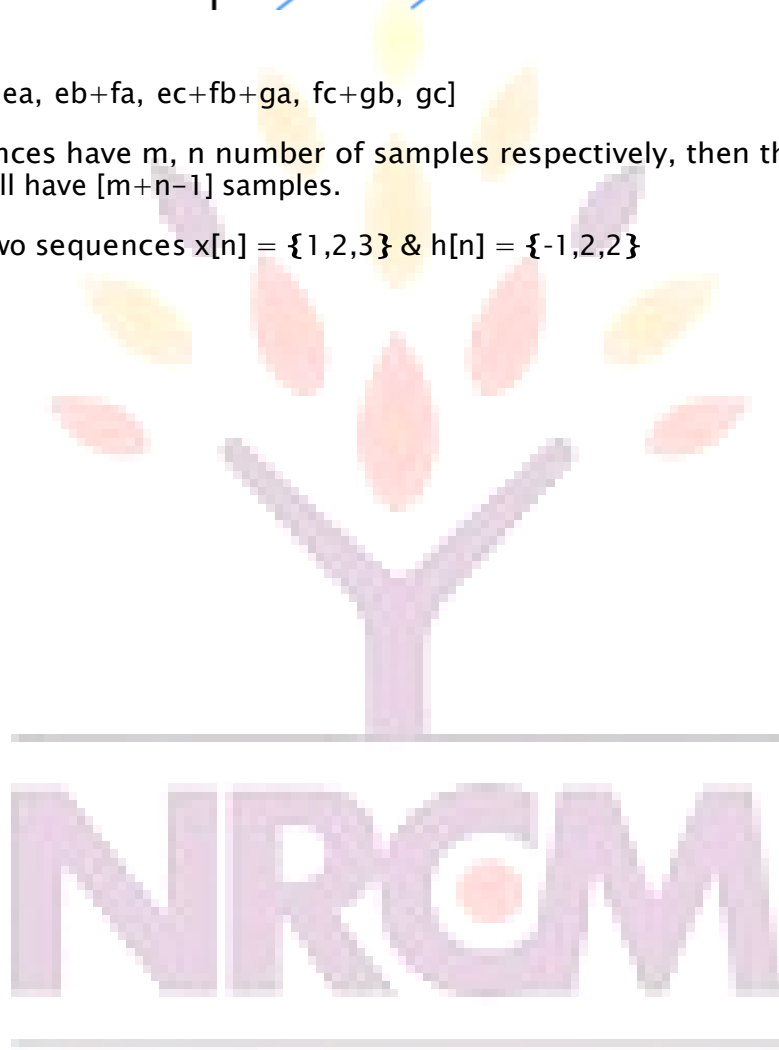 ea, eb+fa, ec+fb+ga, fc+gb, gc]
nces have m, n number of samples respectively, then th
ll have [m+n-1] samples.
wo sequences x[n] = {1,2,3} & h[n] = {-1,2,2}
NRCM